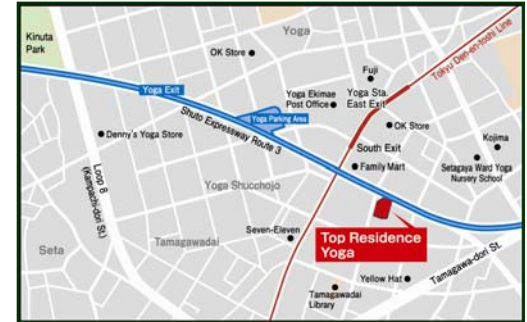 Kinuta
Park
Yoga
OK Store
Tokyu Den-en-toshi Line
Fuji
Yoga Exit
Yoga Ekimae
Post Office
Yoga Sta.
East Exit
Yoga Parking Area
Denny's Yoga Store
Shuto Expressway Route 3
OK Store
South Exit
Kojima
Family Mart
Setagaya Ward Yoga
Nursery School
Loop 8
(Kampachi-dori St.)
Yoga Shucchojo
Seven-Eleven
Top Residence
Yoga
Seta
Tamagawadai
Tamagawa-dori St.
Yellow Hat
Tamagawadai
Library